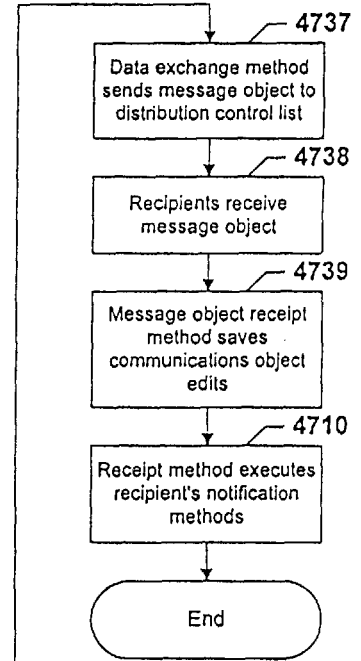 4737
Data exchange method
sends message object to
distribution control list
4738
Recipients receive
message object
4739
Message object receipt
method saves
communications object
edits
4710
Receipt method executes
recipient's notification
methods
End